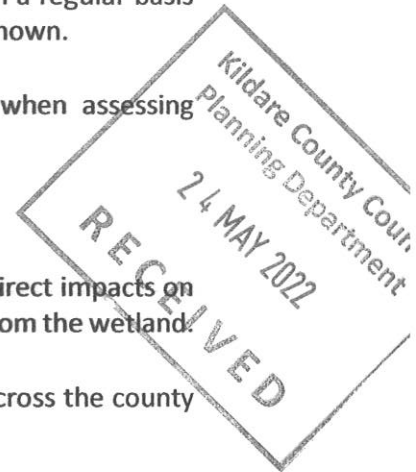 a regular basis
nown.
when assessing
irect impacts on
om the wetland.
cross the county
Kildare County Coun
Planning Department
24 MAY 2022
RECEIVED